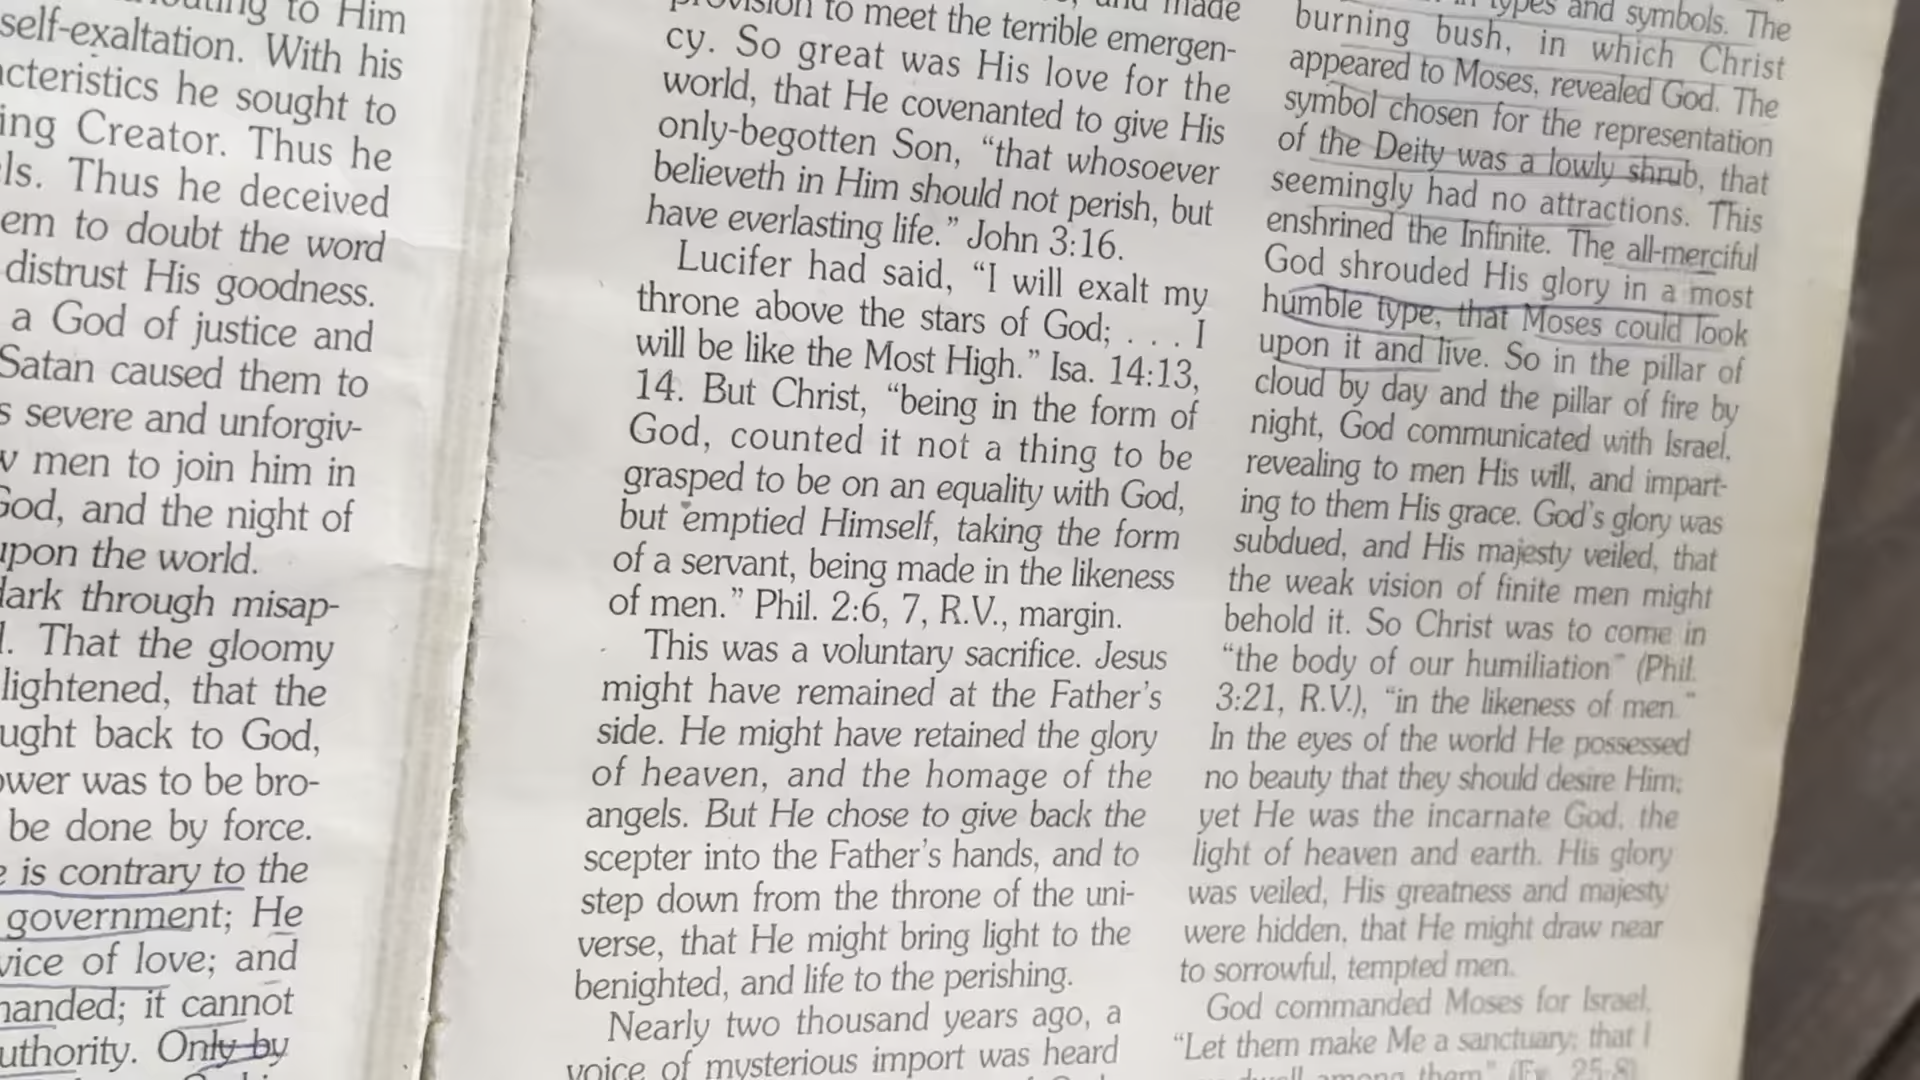 to Him
self-exaltation. With his
he sought to
ing Creator. Thus he
ls. Thus he deceived
em to doubt the word
distrust His goodness.
a God of justice and
Satan caused them to
s severe and unforgiv-
w men to join him in
God, and the night of
upon the world.
dark through misap-
l. That the gloomy
lightened, that the
ught back to God,
ower was to be bro-
be done by force.
e is contrary to the
government; He
vice of love; and
manded; it cannot
uthority. Only by
provision to meet the terrible emergen-
cy. So great was His love for the
world, that He covenanted to give His
only-begotten Son, “that whosoever
believeth in Him should not perish, but
have everlasting life.” John 3:16.
Lucifer had said, “I will exalt my
throne above the stars of God; . . . I
will be like the Most High.” Isa. 14:13,
14. But Christ, “being in the form of
God, counted it not a thing to be
grasped to be on an equality with God,
but emptied Himself, taking the form
of a servant, being made in the likeness
of men.” Phil. 2:6, 7, R.V., margin.
This was a voluntary sacrifice. Jesus
might have remained at the Father’s
side. He might have retained the glory
of heaven, and the homage of the
angels. But He chose to give back the
scepter into the Father’s hands, and to
step down from the throne of the uni-
verse, that He might bring light to the
benighted, and life to the perishing.
Nearly two thousand years ago, a
voice of mysterious import was heard
types and symbols. The
burning bush, in which Christ
appeared to Moses, revealed God. The
symbol chosen for the representation
of the Deity was a lowly shrub, that
seemingly had no attractions. This
enshrined the Infinite. The all-merciful
God shrouded His glory in a most
humble type, that Moses could look
upon it and live. So in the pillar of
cloud by day and the pillar of fire by
night, God communicated with Israel,
revealing to men His will, and impart-
ing to them His grace. God’s glory was
subdued, and His majesty veiled, that
the weak vision of finite men might
behold it. So Christ was to come in
“the body of our humiliation” (Phil.
3:21, R.V.), “in the likeness of men.”
In the eyes of the world He possessed
no beauty that they should desire Him;
yet He was the incarnate God, the
light of heaven and earth. His glory
was veiled, His greatness and majesty
were hidden, that He might draw near
to sorrowful, tempted men.
God commanded Moses for Israel,
“Let them make Me a sanctuary; that I
dwell among them” (Ex. 25:8)